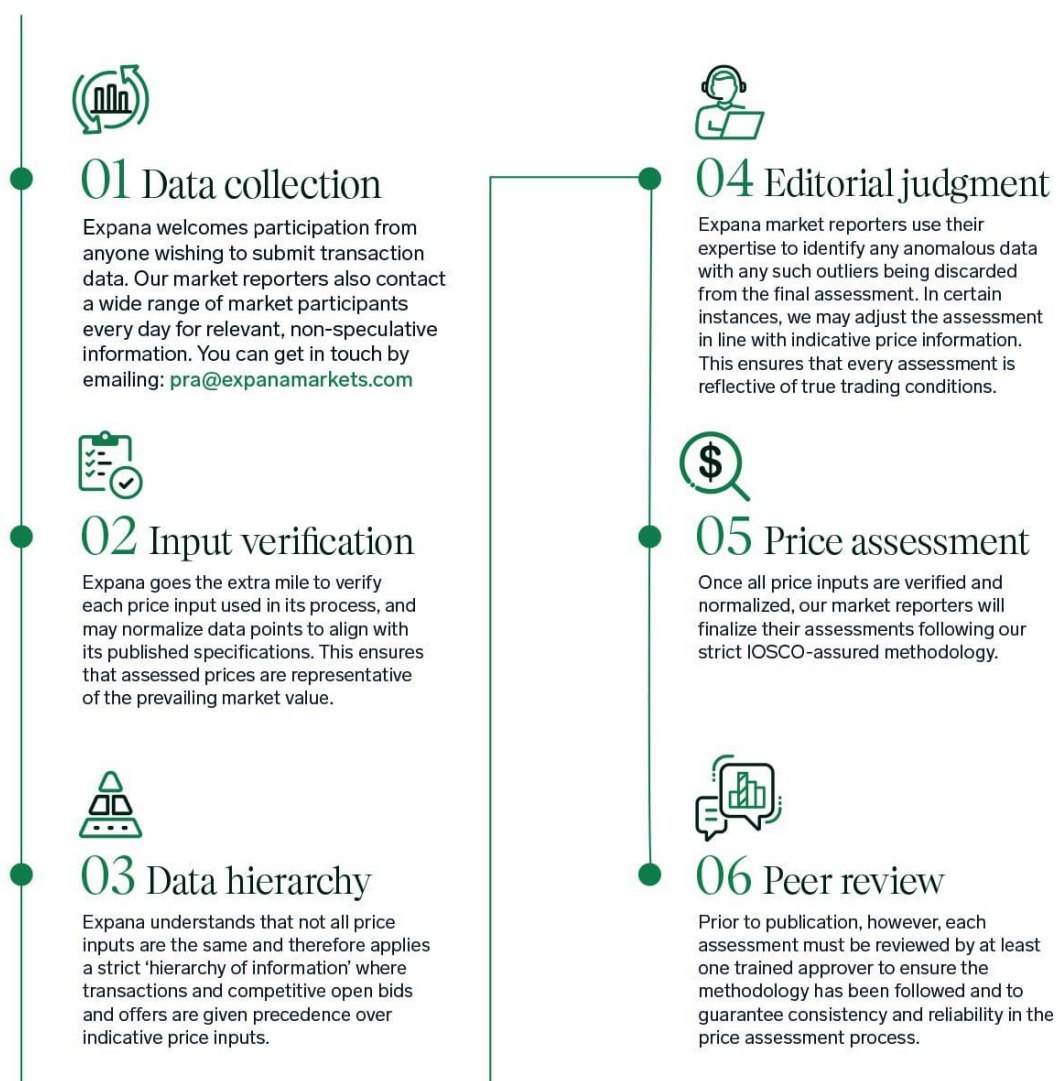 01 Data collection
Expana welcomes participation from
anyone wishing to submit transaction
data. Our market reporters also contact
a wide range of market participants
every day for relevant, non-speculative
information. You can get in touch by
emailing: pra@expanamarkets.com
02 Input verification
Expana goes the extra mile to verify
each price input used in its process, and
may normalize data points to align with
its published specifications. This ensures
that assessed prices are representative
of the prevailing market value.
03 Data hierarchy
Expana understands that not all price
inputs are the same and therefore applies
a strict ‘hierarchy of information’ where
transactions and competitive open bids
and offers are given precedence over
indicative price inputs.
04 Editorial judgment
Expana market reporters use their
expertise to identify any anomalous data
with any such outliers being discarded
from the final assessment. In certain
instances, we may adjust the assessment
in line with indicative price information.
This ensures that every assessment is
reflective of true trading conditions.
$
05 Price assessment
Once all price inputs are verified and
normalized, our market reporters will
finalize their assessments following our
strict IOSCO-assured methodology.
06 Peer review
Prior to publication, however, each
assessment must be reviewed by at least
one trained approver to ensure the
methodology has been followed and to
guarantee consistency and reliability in the
price assessment process.